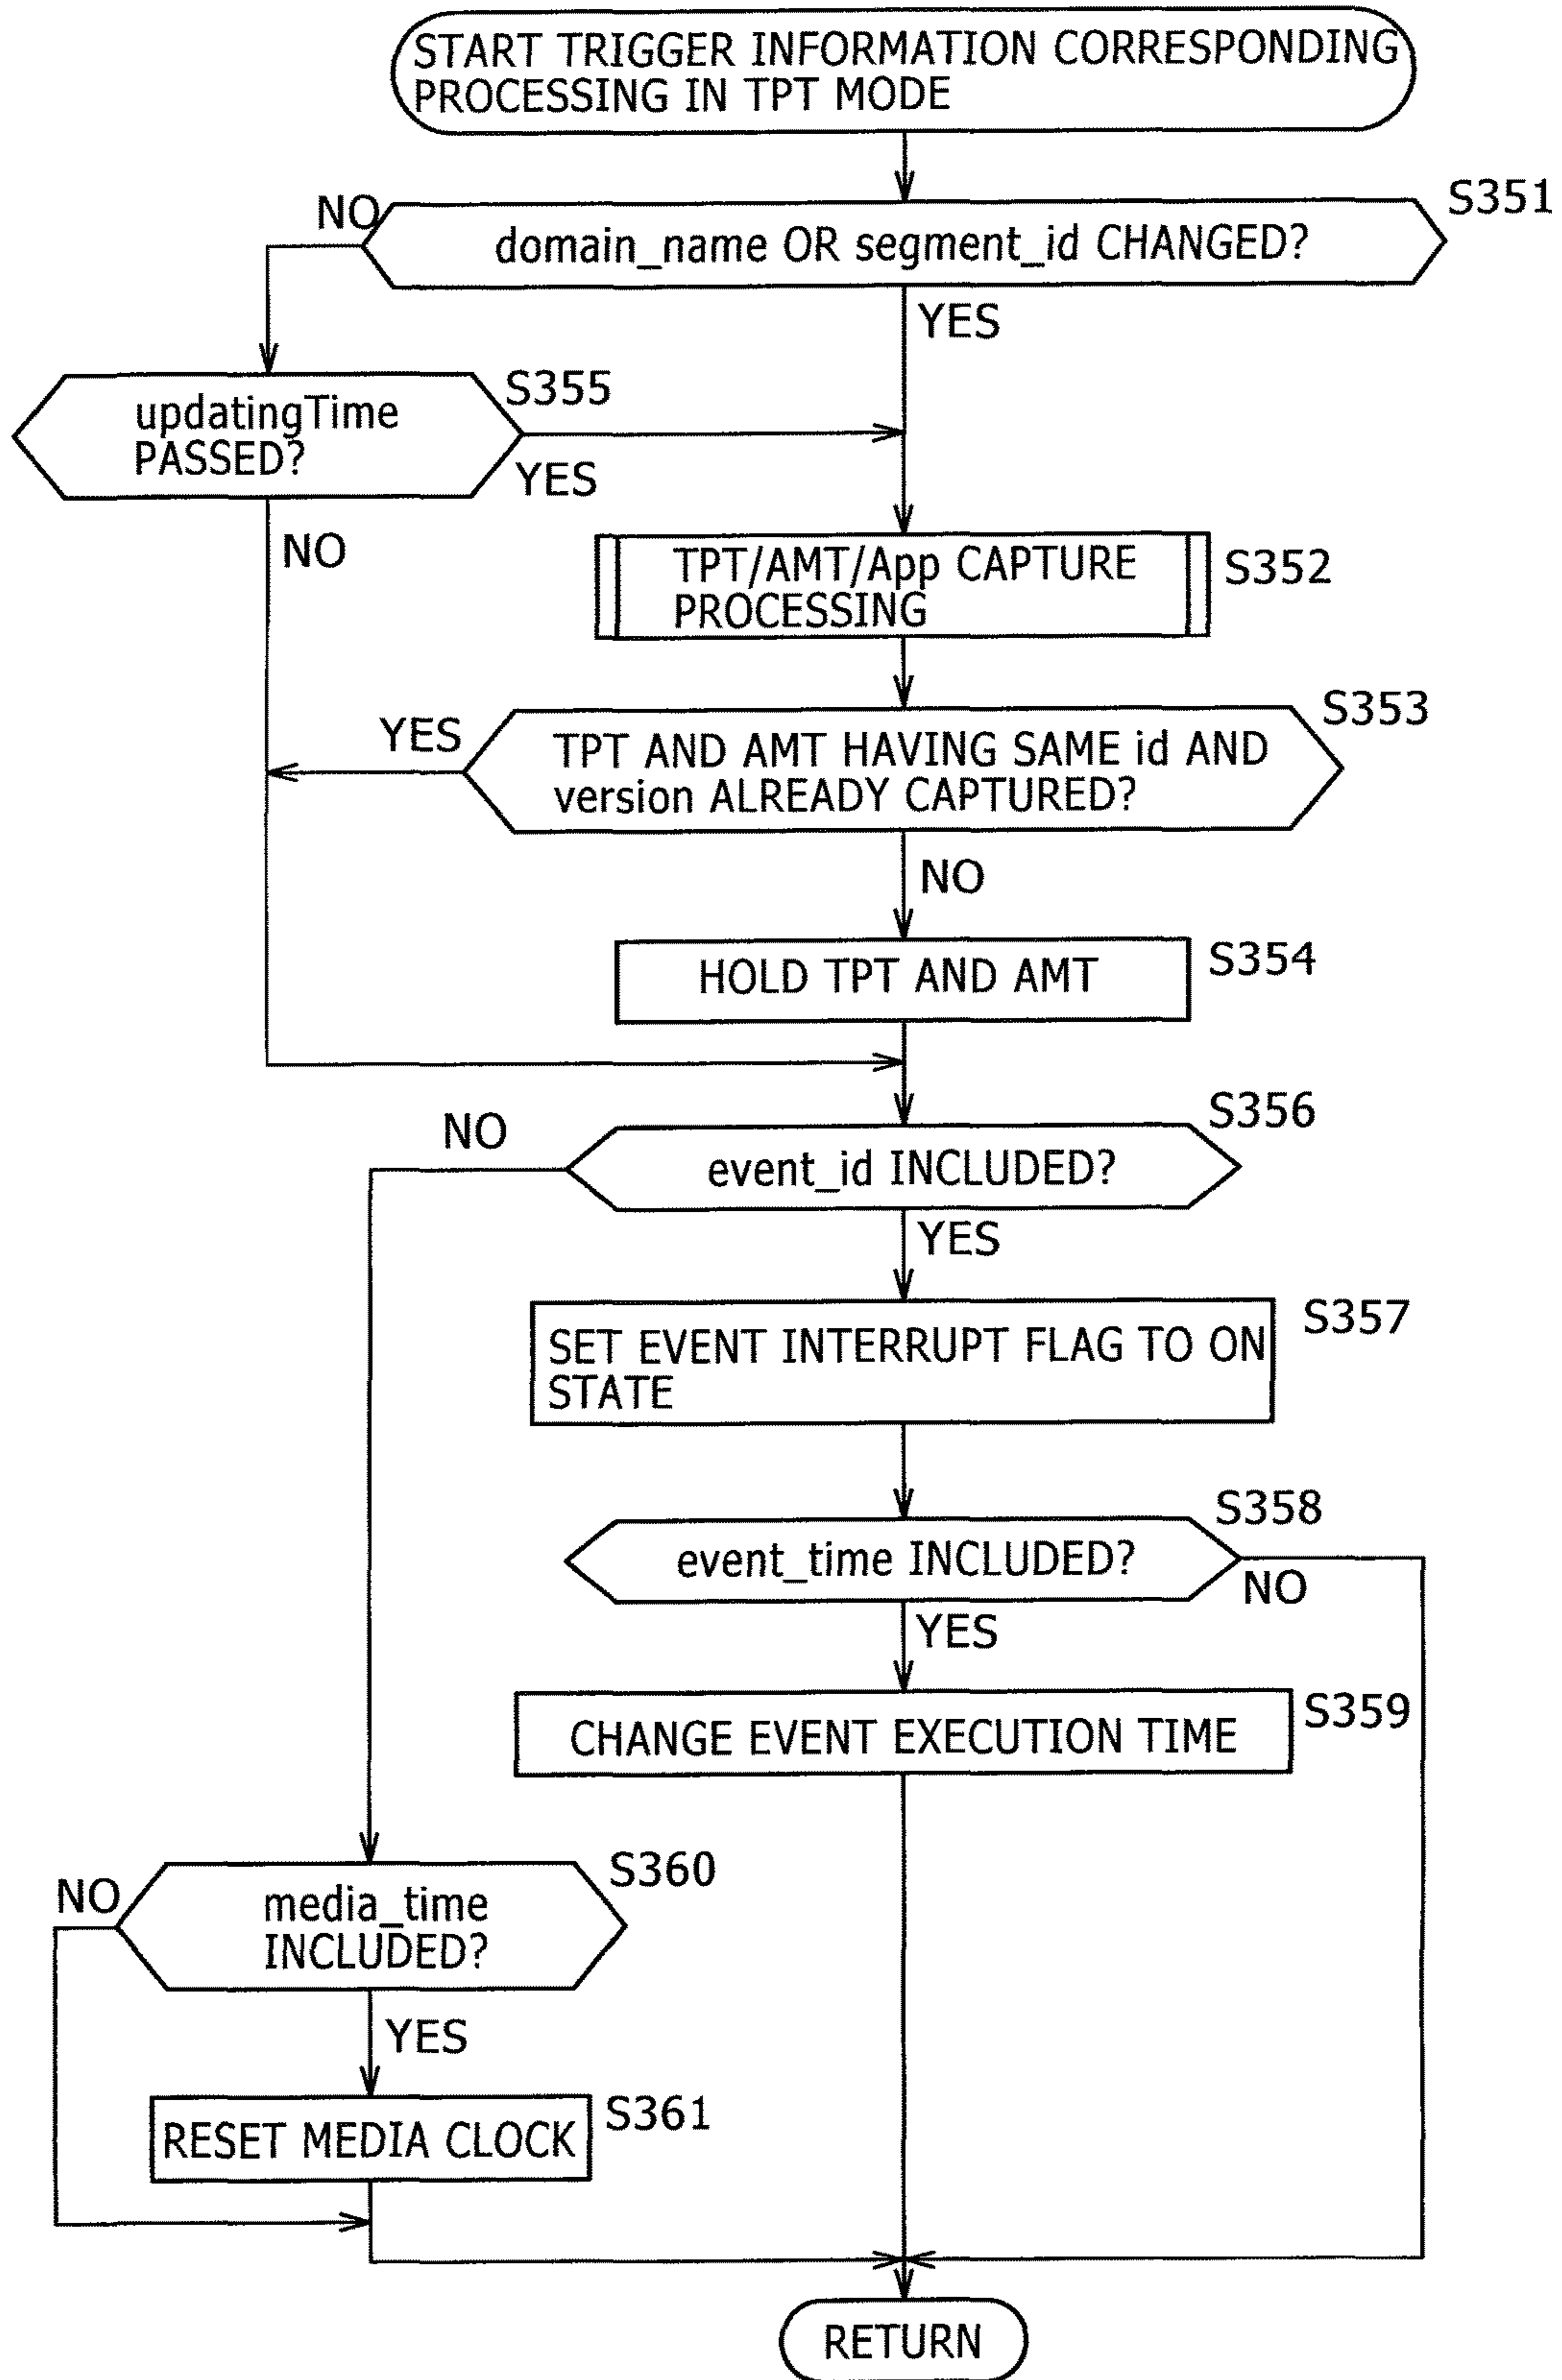 START TRIGGER INFORMATION CORRESPONDING
PROCESSING IN TPT MODE
S351
NO
domain_name OR segment_id CHANGED?
YES
S355
updatingTime
PASSED?
YES
NO
TPT/AMT/App CAPTURE
PROCESSING
S352
S353
YES
TPT AND AMT HAVING SAME id AND
version ALREADY CAPTURED?
NO
HOLD TPT AND AMT
S354
S356
NO
event_id INCLUDED?
YES
S357
SET EVENT INTERRUPT FLAG TO ON
STATE
S358
event_time INCLUDED?
NO
YES
S359
CHANGE EVENT EXECUTION TIME
S360
NO
media_time
INCLUDED?
YES
S361
RESET MEDIA CLOCK
RETURN